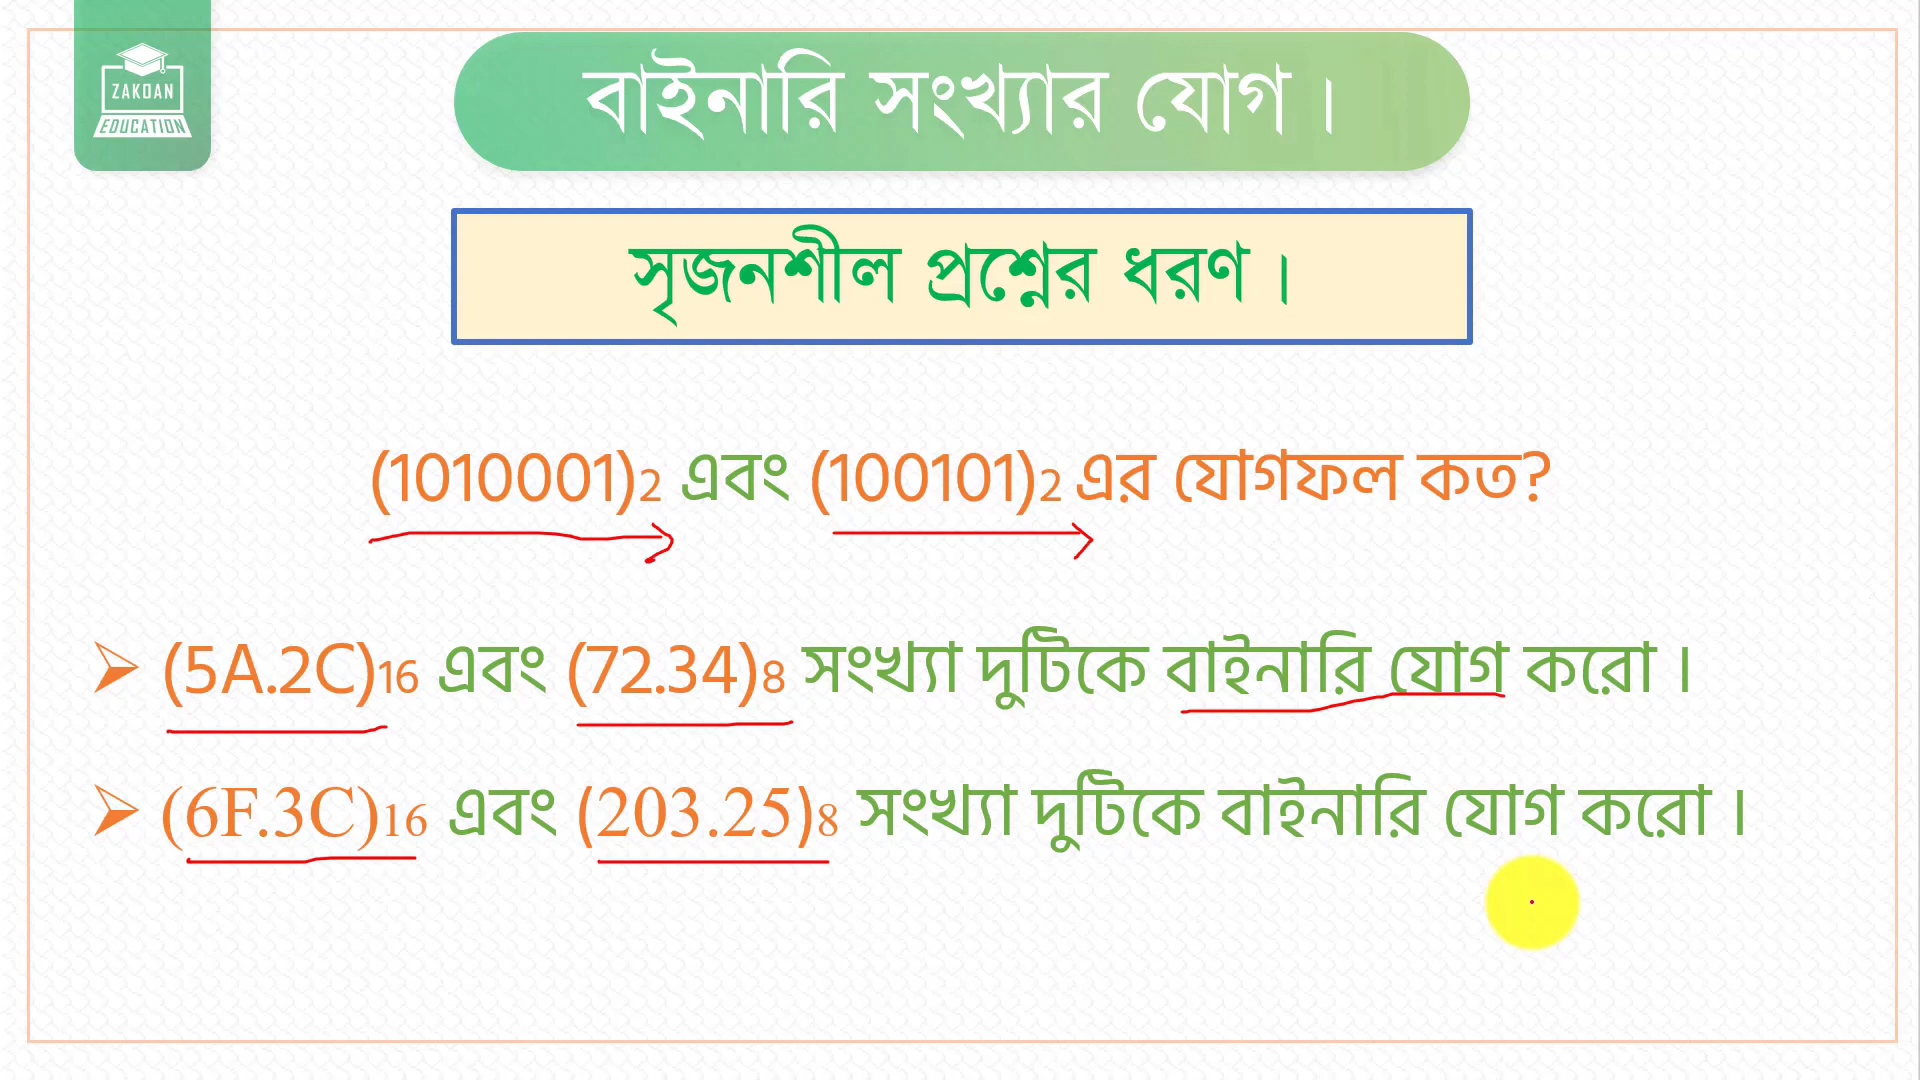 ZAKOAN
EDUCATION
বাইনারি সংখ্যার যোগ।
সৃজনশীল প্রশ্নের ধরণ।
(1010001)2 এবং (100101)2 এর যোগফল কত?
➢ (5A.2C)16 এবং (72.34)8 সংখ্যা দুটিকে বাইনারি যোগ করো।
➢ (6F.3C)16 এবং (203.25)8 সংখ্যা দুটিকে বাইনারি যোগ করো।